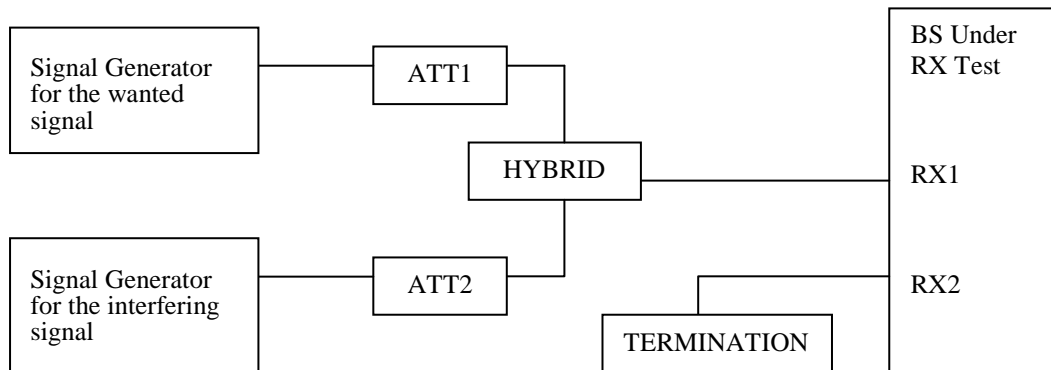 Signal Generator
for the wanted
signal
ATT1
HYBRID
BS Under
RX Test
RX1
Signal Generator
for the interfering
signal
ATT2
TERMINATION
RX2